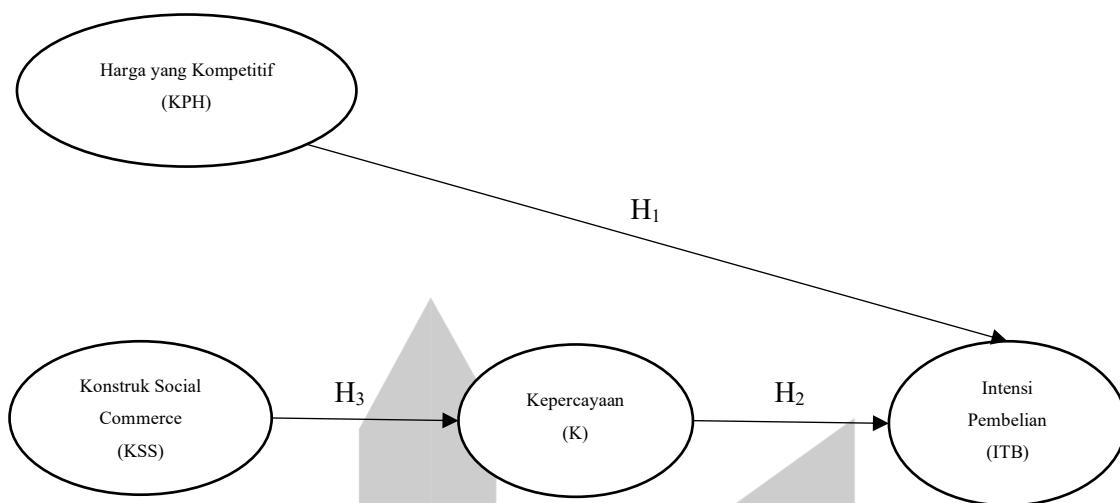 Harga yang Kompetitif
(KPH)
H₁
Konstruk Social
Commerce
(KSS)
H₃
Kepercayaan
(K)
H₂
Intensi
Pembelian
(ITB)